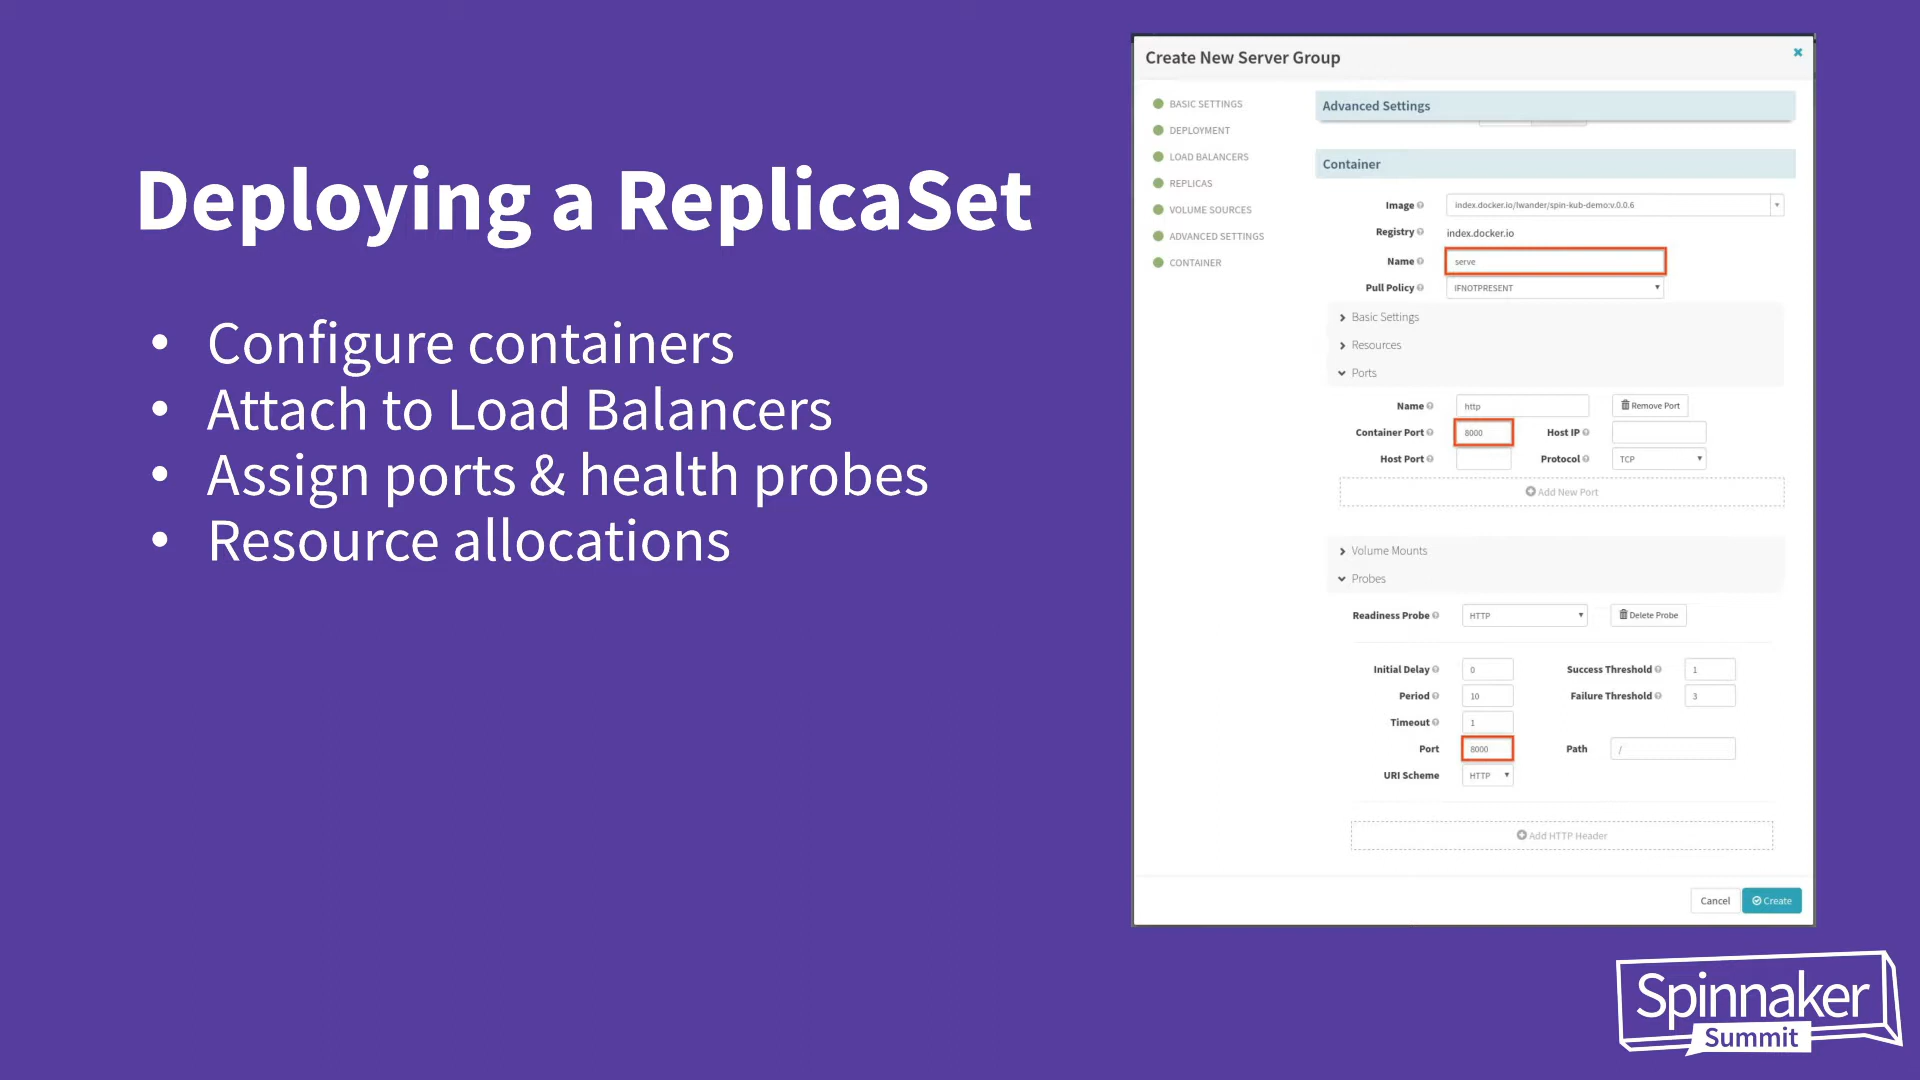 Deploying a ReplicaSet
• Configure containers
• Attach to Load Balancers
• Assign ports & health probes
• Resource allocations
Create New Server Group
BASIC SETTINGS
DEPLOYMENT
LOAD BALANCERS
REPLICAS
VOLUME SOURCES
ADVANCED SETTINGS
CONTAINER
Advanced Settings
Container
Image index.docker.io/lwander/spin-kub-demo:v.0.0.6
Registry index.docker.io
Name serve
Pull Policy IFNOTPRESENT
Basic Settings
Resources
Ports
Name http Remove Port
Container Port 8000 Host IP
Host Port Protocol TCP
Add New Port
Volume Mounts
Probes
Readiness Probe HTTP Delete Probe
Initial Delay 0 Success Threshold 1
Period 10 Failure Threshold 3
Timeout 1
Port 8000 Path /
URI Scheme HTTP
Add HTTP Header
Cancel Create
Spinnaker
Summit